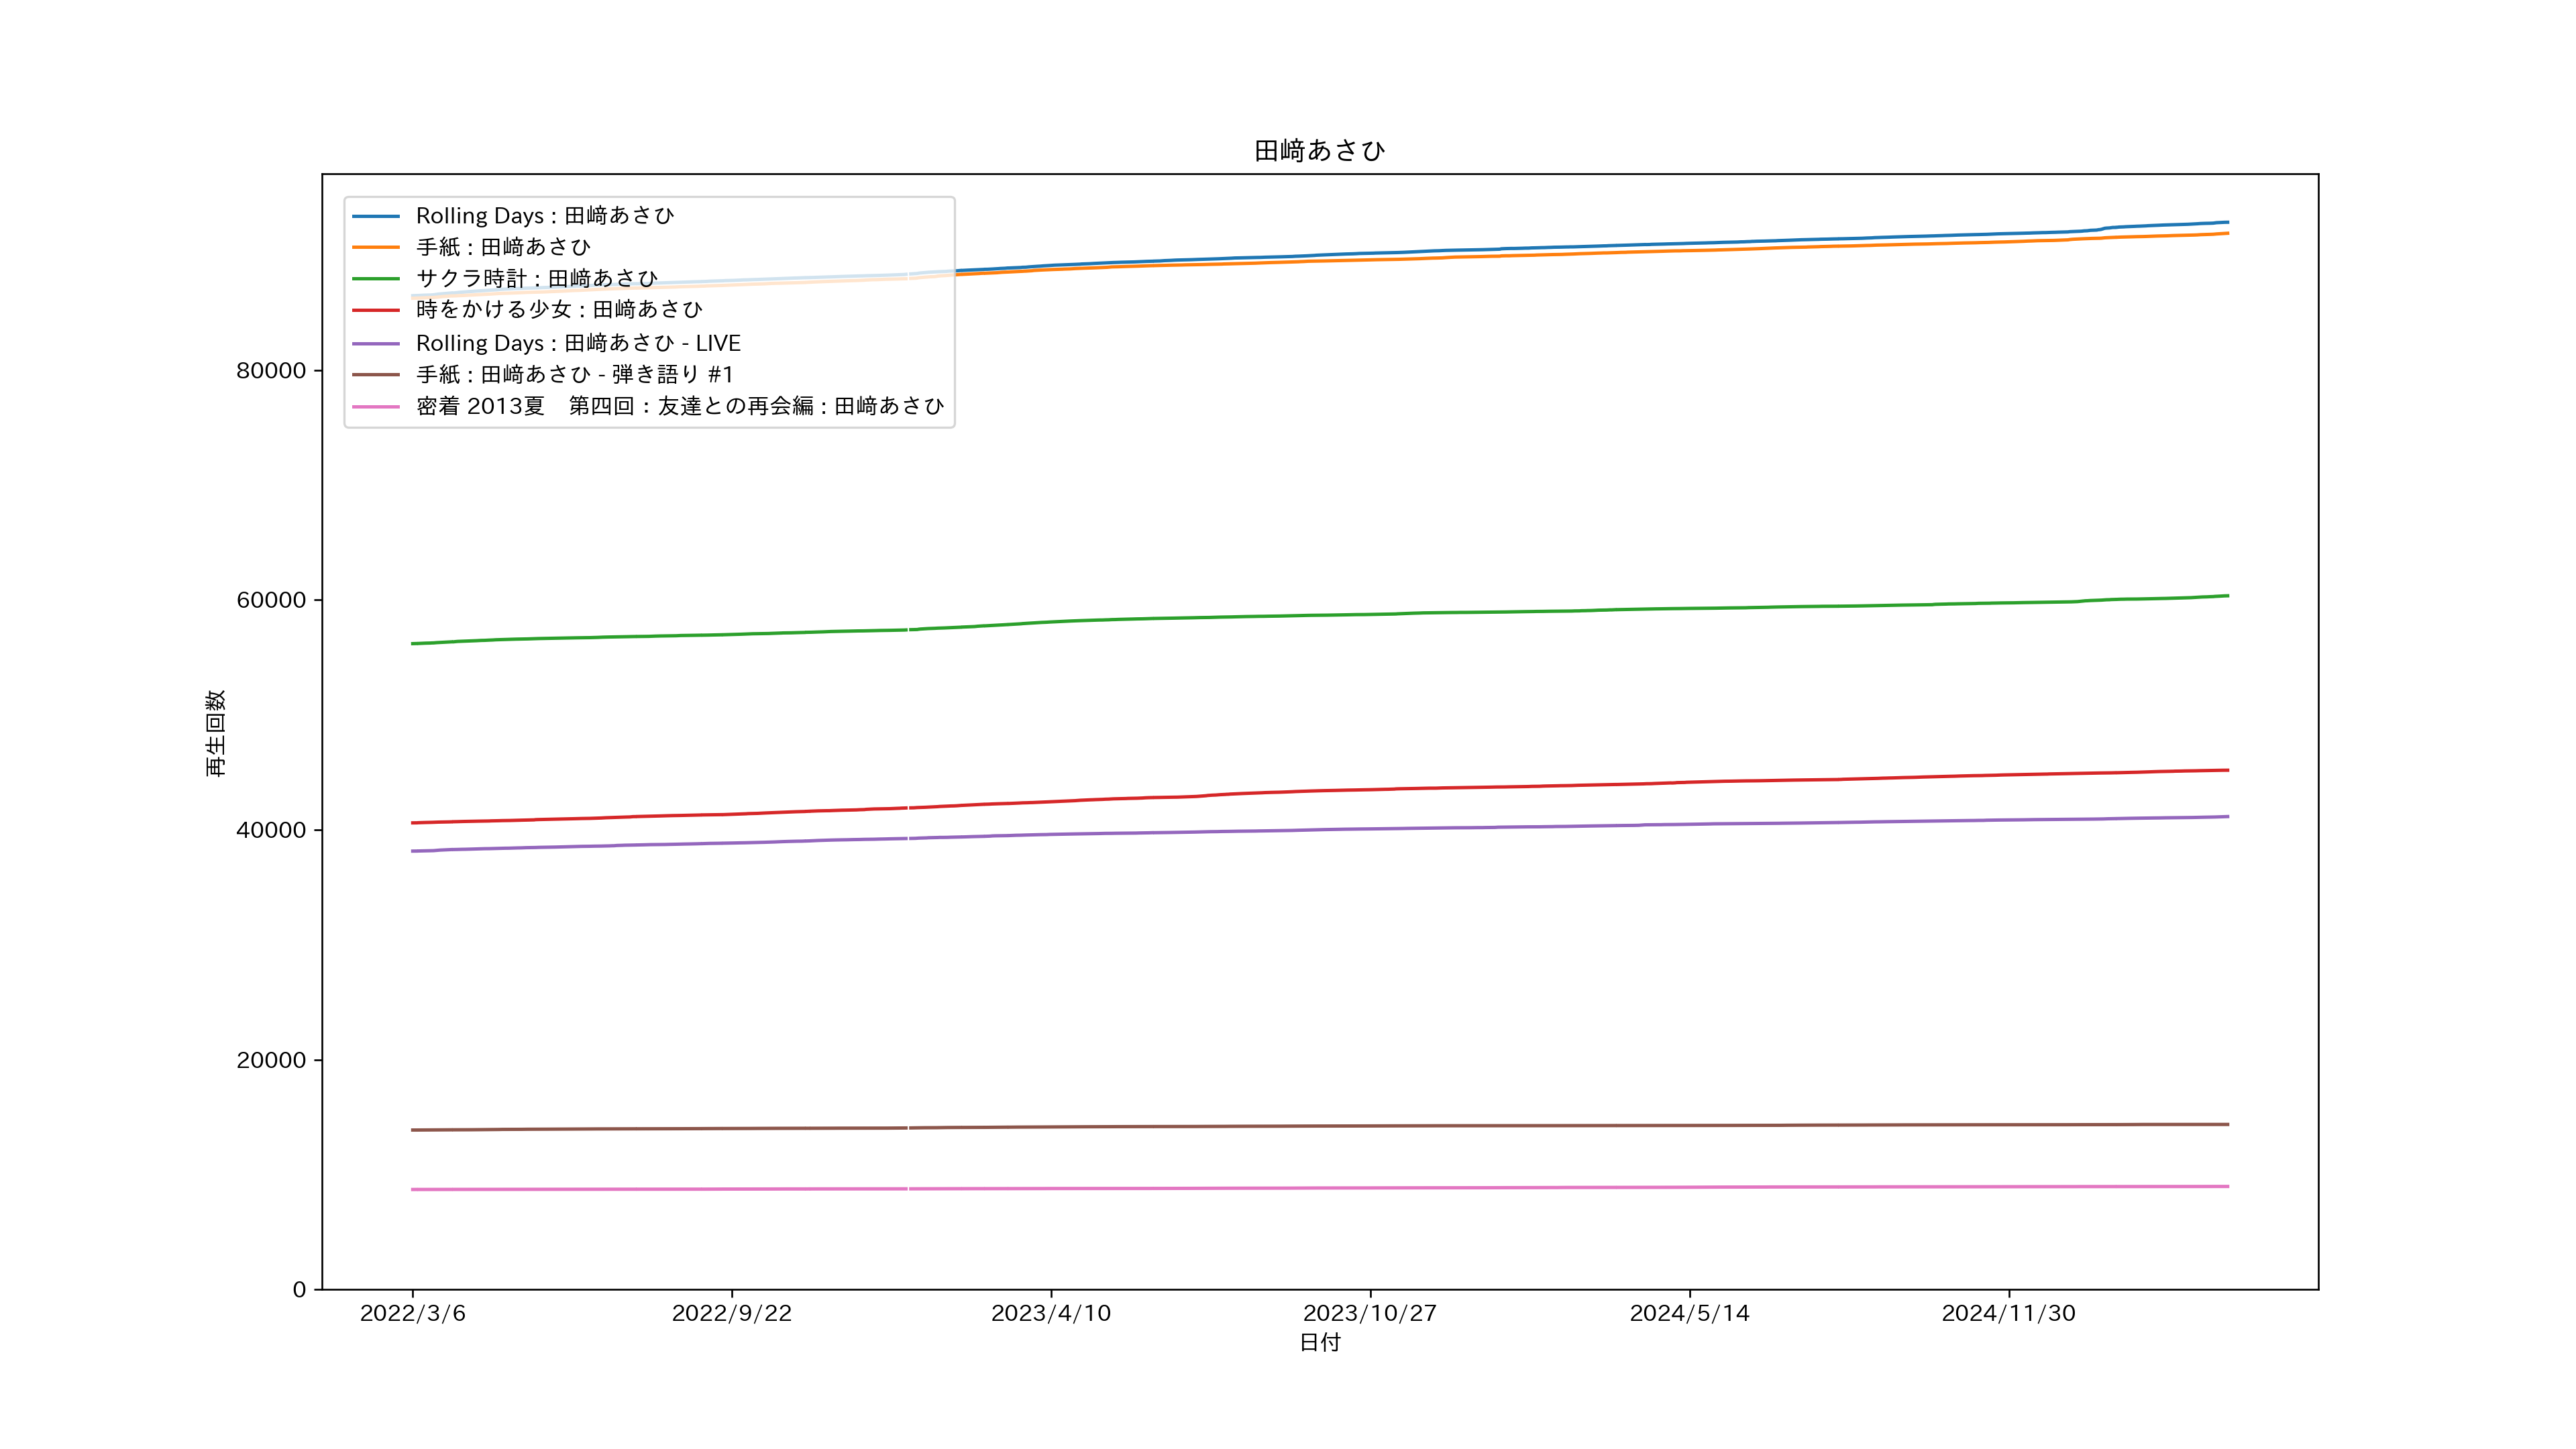 田﨑あさひ
Rolling Days : 田﨑あさひ
手紙 : 田﨑あさひ
サクラ時計 : 田﨑あさひ
時をかける少女 : 田﨑あさひ
Rolling Days : 田﨑あさひ - LIVE
手紙 : 田﨑あさひ - 弾き語り #1
密着 2013夏　第四回：友達との再会編 : 田﨑あさひ
再生回数
80000
60000
40000
20000
0
2022/3/6
2022/9/22
2023/4/10
2023/10/27
2024/5/14
2024/11/30
日付